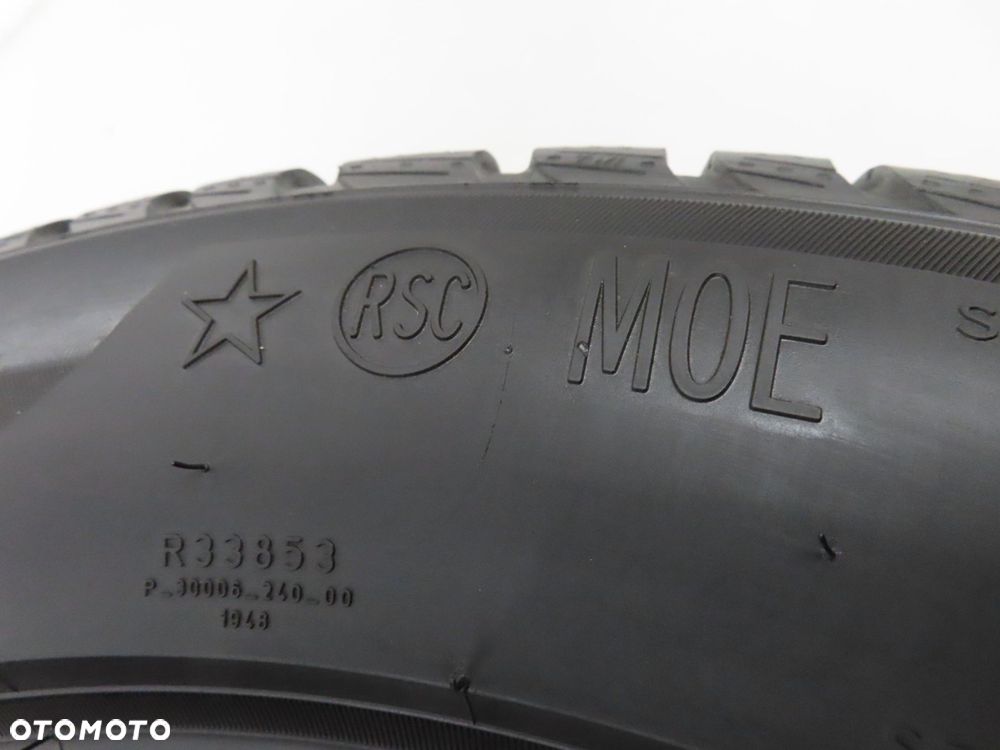 ☆ RSC MOE S
R33853
P_30006_240_00
1948
OTOMOTO